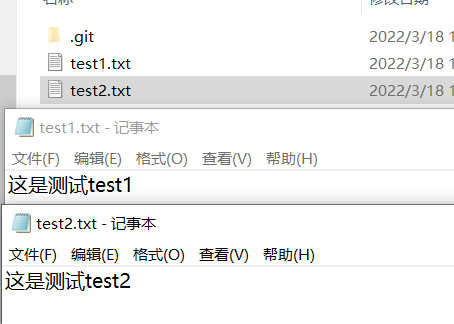 名称 修改日期
.git 2022/3/18 1
test1.txt 2022/3/18 1
test2.txt 2022/3/18 1
test1.txt - 记事本
文件(F) 编辑(E) 格式(O) 查看(V) 帮助(H)
这是测试test1
test2.txt - 记事本
文件(F) 编辑(E) 格式(O) 查看(V) 帮助(H)
这是测试test2